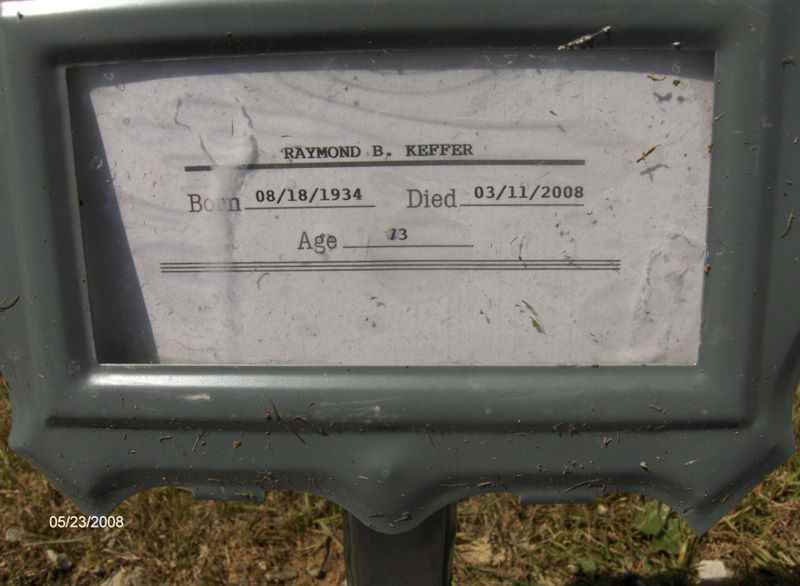 RAYMOND B. KEFFER
Born 08/18/1934 Died 03/11/2008
Age 73
05/23/2008